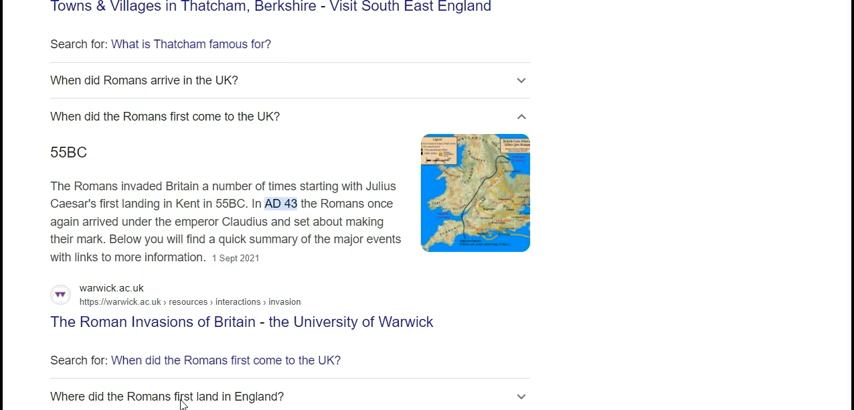 Towns & Villages in Thatcham, Berkshire - Visit South East England
Search for: What is Thatcham famous for?
When did Romans arrive in the UK?
When did the Romans first come to the UK?
55BC
The Romans invaded Britain a number of times starting with Julius
Caesar's first landing in Kent in 55BC. In AD 43 the Romans once
again arrived under the emperor Claudius and set about making
their mark. Below you will find a quick summary of the major events
with links to more information. 1 Sept 2021
warwick.ac.uk
https://warwick.ac.uk › resources › interactions › invasion
The Roman Invasions of Britain - the University of Warwick
Search for: When did the Romans first come to the UK?
Where did the Romans first land in England?